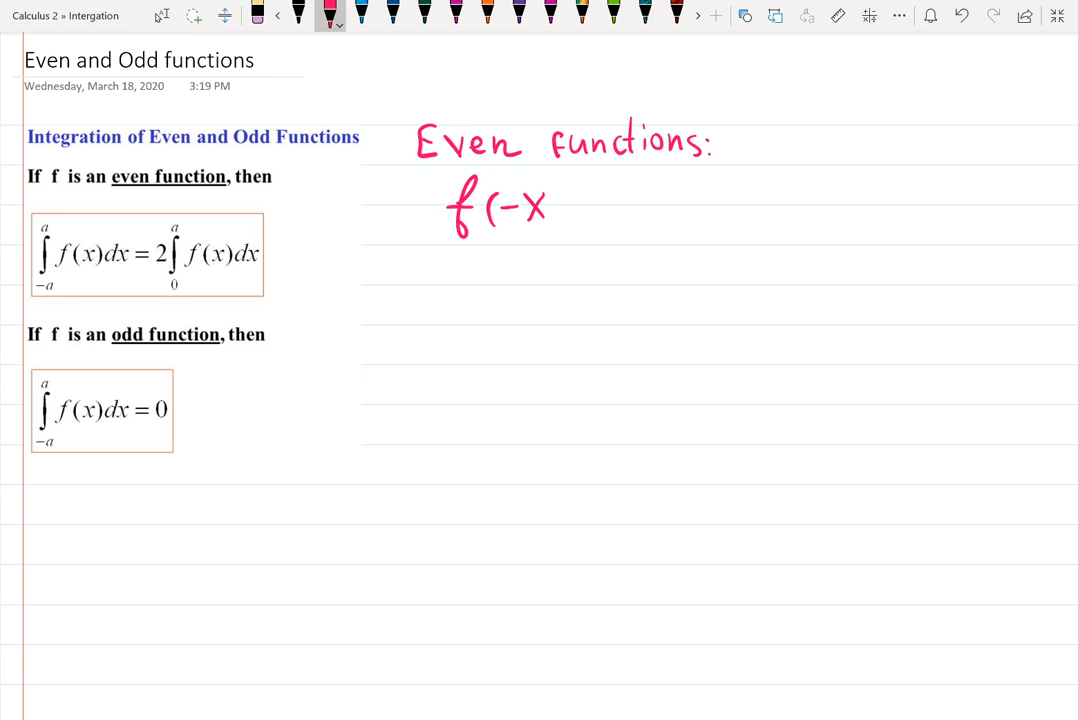 Calculus 2 » Intergation
Even and Odd functions
Wednesday, March 18, 2020 3:19 PM
Integration of Even and Odd Functions
If f is an even function, then
∫_{-a}^{a} f(x)dx = 2∫_{0}^{a} f(x)dx
If f is an odd function, then
∫_{-a}^{a} f(x)dx = 0
Even functions:
f(-x